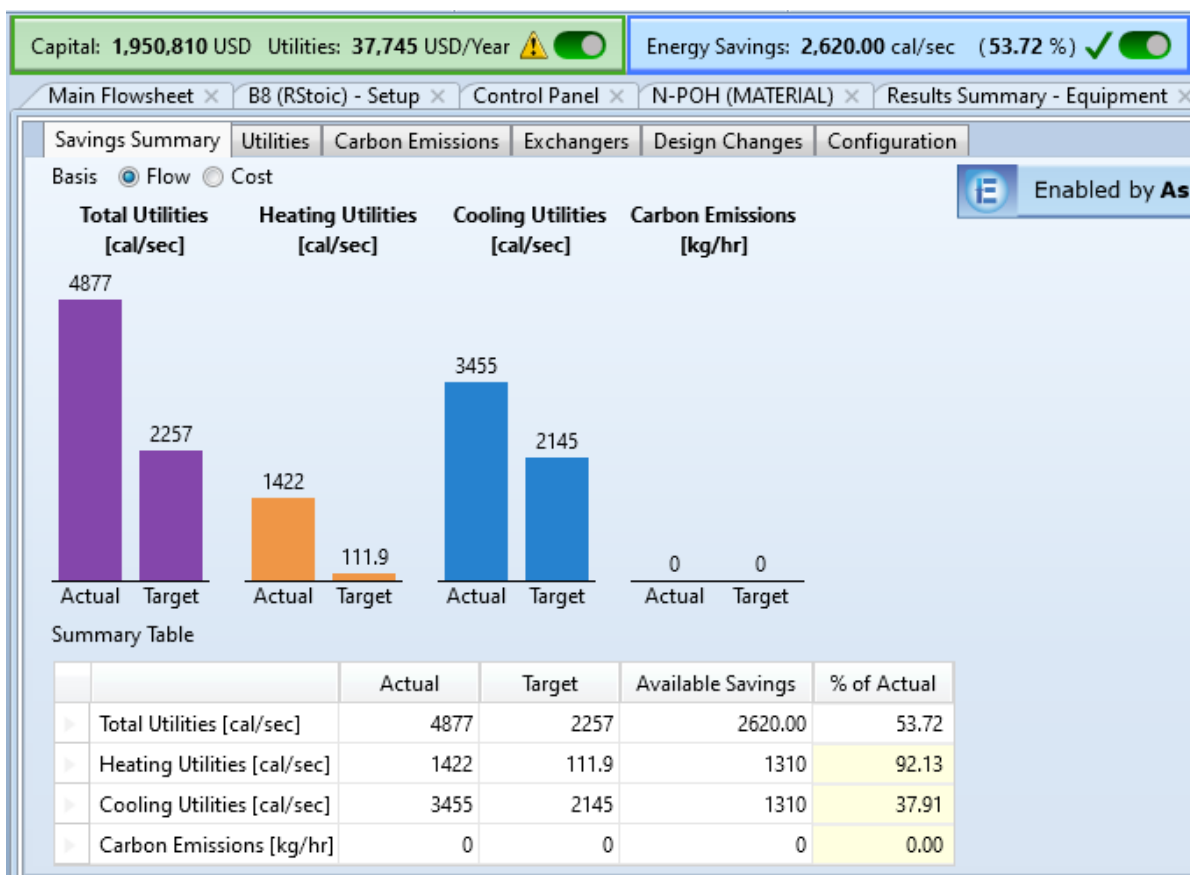 Capital: 1,950,810 USD Utilities: 37,745 USD/Year
Energy Savings: 2,620.00 cal/sec (53.72 %)
Main Flowsheet × B8 (RStoic) - Setup × Control Panel × N-POH (MATERIAL) × Results Summary - Equipment ×
Savings Summary Utilities Carbon Emissions Exchangers Design Changes Configuration
Basis Flow Cost
Enabled by As
Total Utilities Heating Utilities Cooling Utilities Carbon Emissions
[cal/sec] [cal/sec] [cal/sec] [kg/hr]
4877
3455
2257
2145
1422
111.9
0 0
Actual Target Actual Target Actual Target Actual Target
Summary Table
Actual Target Available Savings % of Actual
Total Utilities [cal/sec] 4877 2257 2620.00 53.72
Heating Utilities [cal/sec] 1422 111.9 1310 92.13
Cooling Utilities [cal/sec] 3455 2145 1310 37.91
Carbon Emissions [kg/hr] 0 0 0 0.00